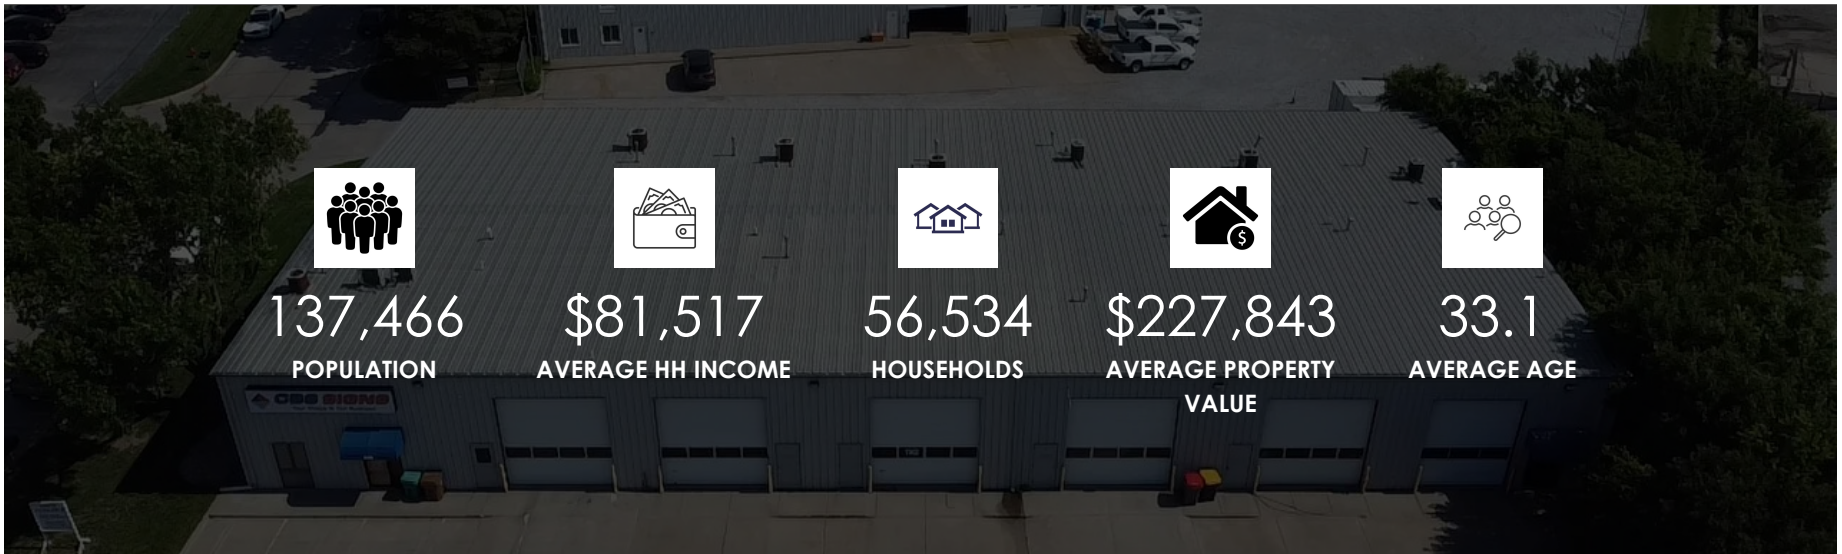 137,466
POPULATION
$81,517
AVERAGE HH INCOME
56,534
HOUSEHOLDS
$227,843
AVERAGE PROPERTY
VALUE
33.1
AVERAGE AGE
SIGNS